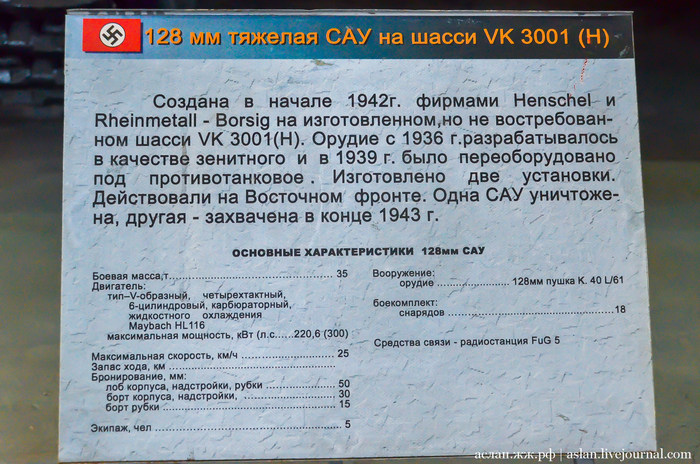 128 мм тяжелая САУ на шасси VK 3001 (H)
Создана в начале 1942г. фирмами Henschel и
Rheinmetall - Borsig на изготовленном,но не востребован-
ном шасси VK 3001(H). Орудие с 1936 г.разрабатывалось
в качестве зенитного и в 1939 г. было переоборудовано
под противотанковое . Изготовлено две установки.
Действовали на Восточном фронте. Одна САУ уничтоже-
на, другая - захвачена в конце 1943 г.
ОСНОВНЫЕ ХАРАКТЕРИСТИКИ 128мм САУ
Боевая масса,т 35
Двигатель:
тип–V-образный, четырехтактный,
6-цилиндровый, карбюраторный,
жидкостного охлаждения
Maybach HL116
максимальная мощность, кВт (л.с.....220,6 (300)
Максимальная скорость, км/ч 25
Запас хода, км
Бронирование, мм:
лоб корпуса, надстройки, рубки 50
борт корпуса, надстройки, 30
борт рубки 15
Экипаж, чел 5
Вооружение:
орудие 128мм пушка K. 40 L/61
боекомплект:
снарядов 18
Средства связи - радиостанция FuG 5
аслан.жж.рф | aslan.livejournal.com